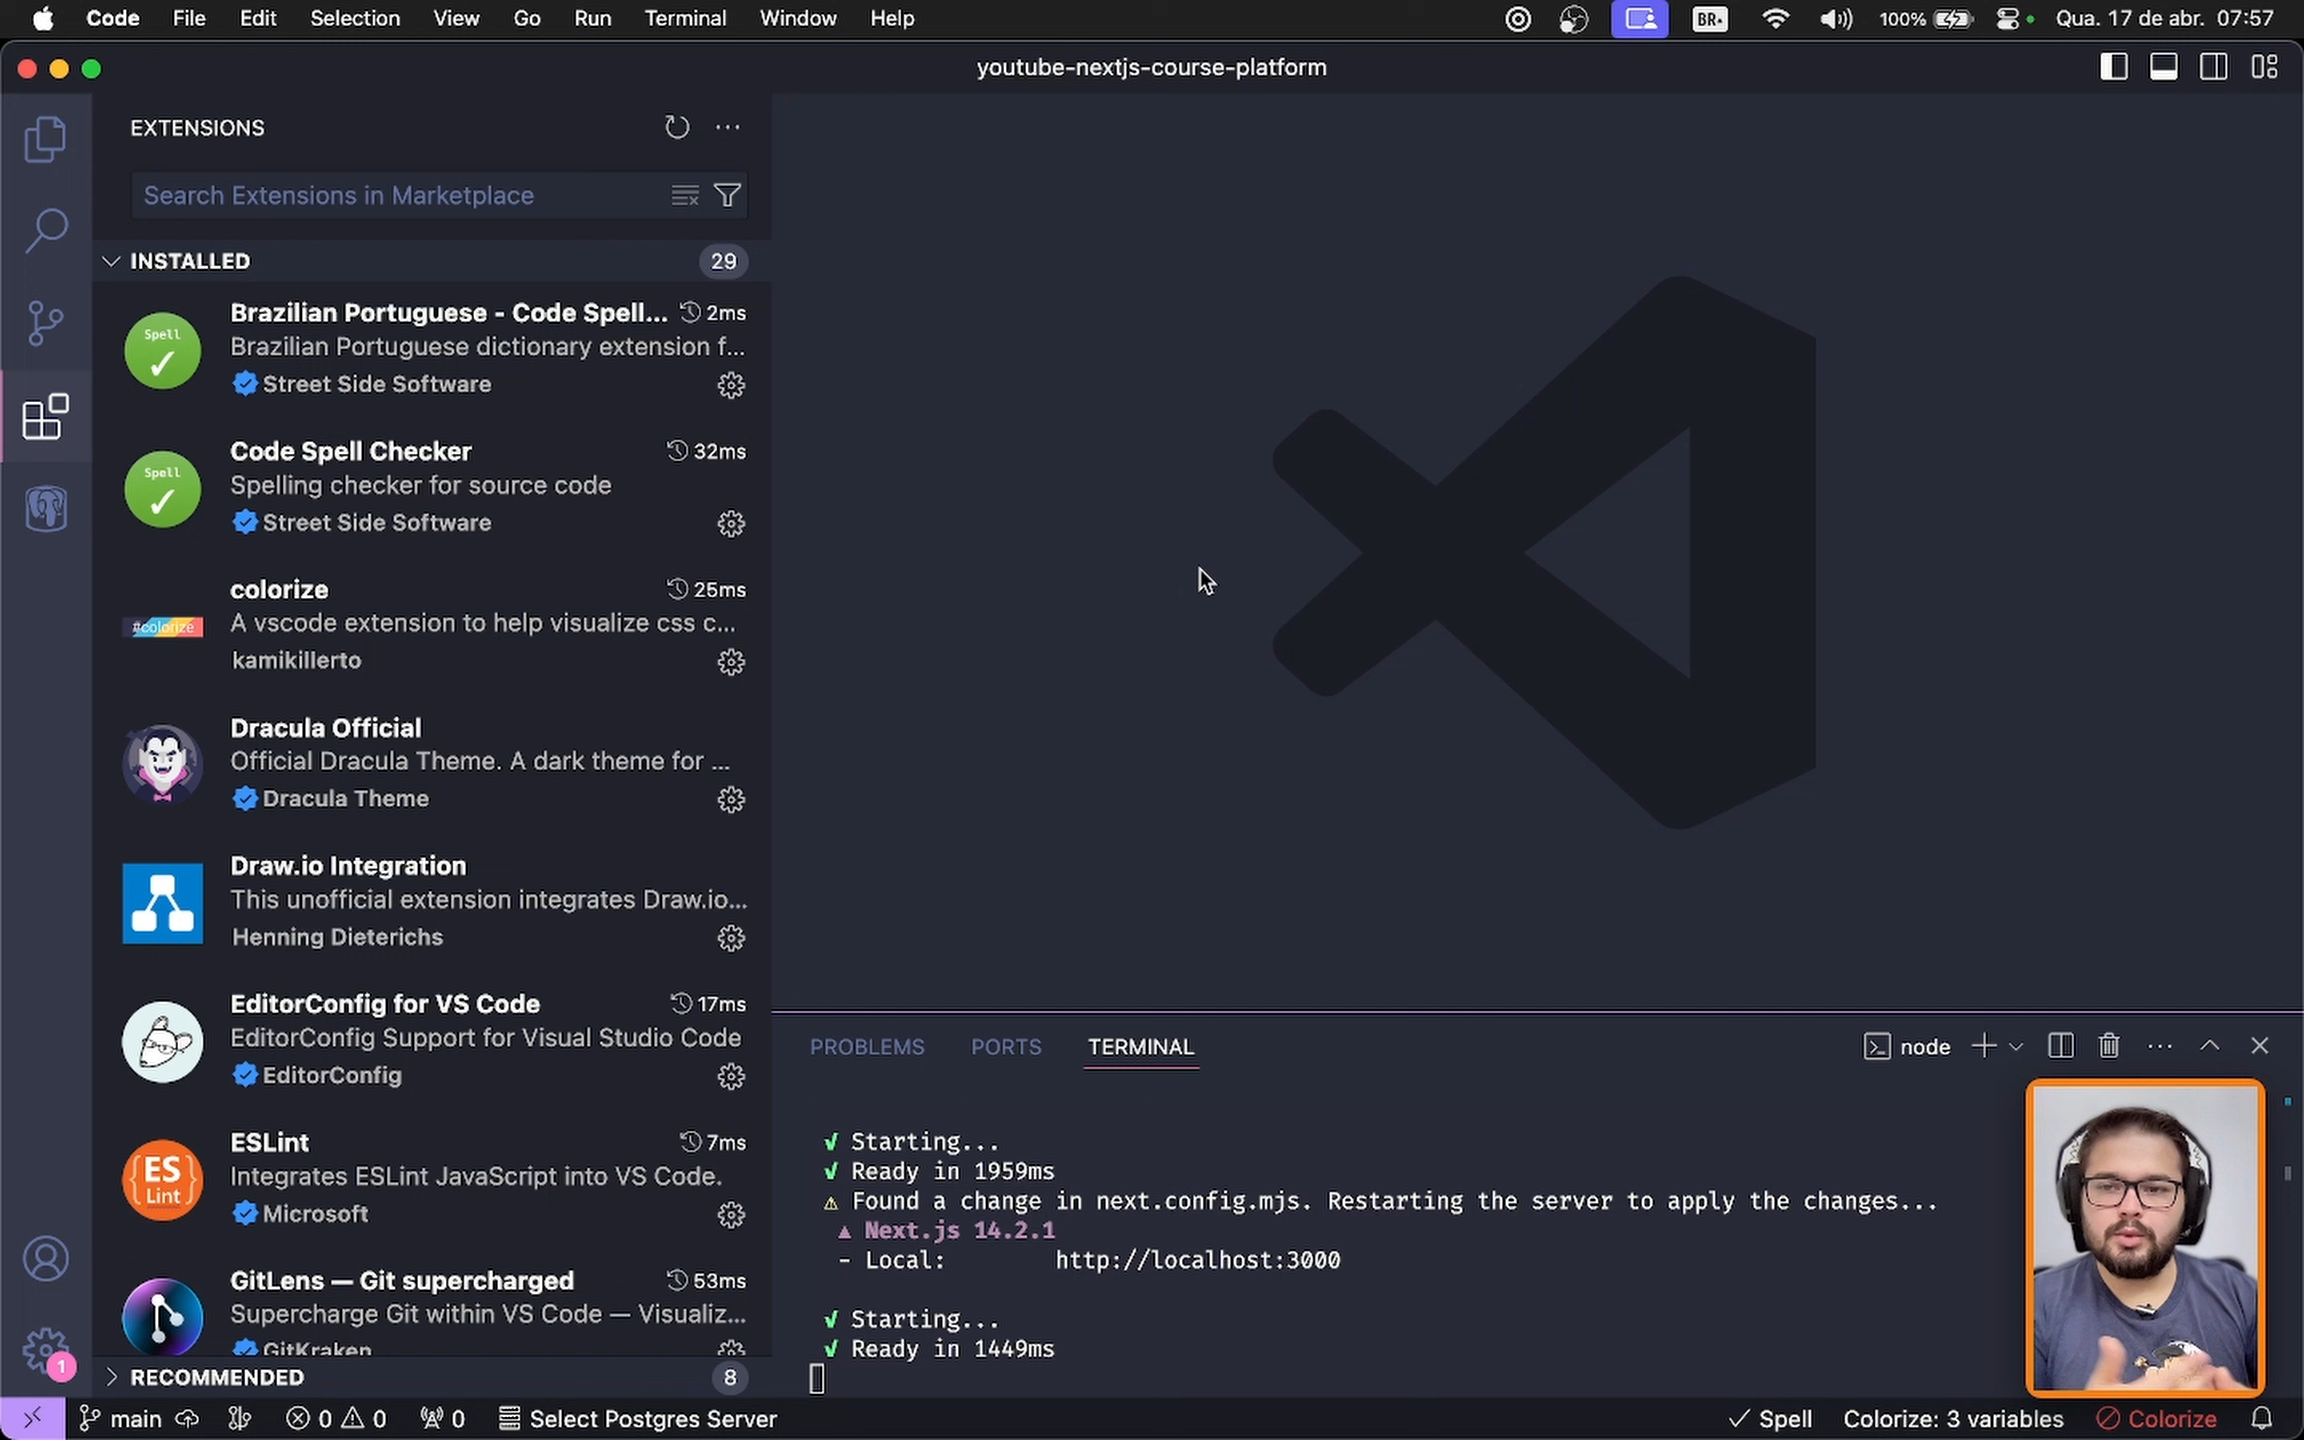 Code File Edit Selection View Go Run Terminal Window Help BR 100% Qua. 17 de abr. 07:57
youtube-nextjs-course-platform
EXTENSIONS
Search Extensions in Marketplace
INSTALLED 29
Brazilian Portuguese - Code Spell... 2ms
Brazilian Portuguese dictionary extension f...
Street Side Software
Spell
Code Spell Checker 32ms
Spelling checker for source code
Street Side Software
Spell
colorize 25ms
A vscode extension to help visualize css c...
kamikillerto
#colorize
Dracula Official
Official Dracula Theme. A dark theme for ...
Dracula Theme
Draw.io Integration
This unofficial extension integrates Draw.io...
Henning Dieterichs
EditorConfig for VS Code 17ms
EditorConfig Support for Visual Studio Code
EditorConfig
ESLint 7ms
Integrates ESLint JavaScript into VS Code.
Microsoft
{ES}
Lint
GitLens — Git supercharged 53ms
Supercharge Git within VS Code — Visualiz...
GitKraken
RECOMMENDED 8
1
PROBLEMS PORTS TERMINAL node
✓ Starting...
✓ Ready in 1959ms
⚠ Found a change in next.config.mjs. Restarting the server to apply the changes...
▲ Next.js 14.2.1
- Local: http://localhost:3000
✓ Starting...
✓ Ready in 1449ms
main 0 0 0 Select Postgres Server Spell Colorize: 3 variables Colorize